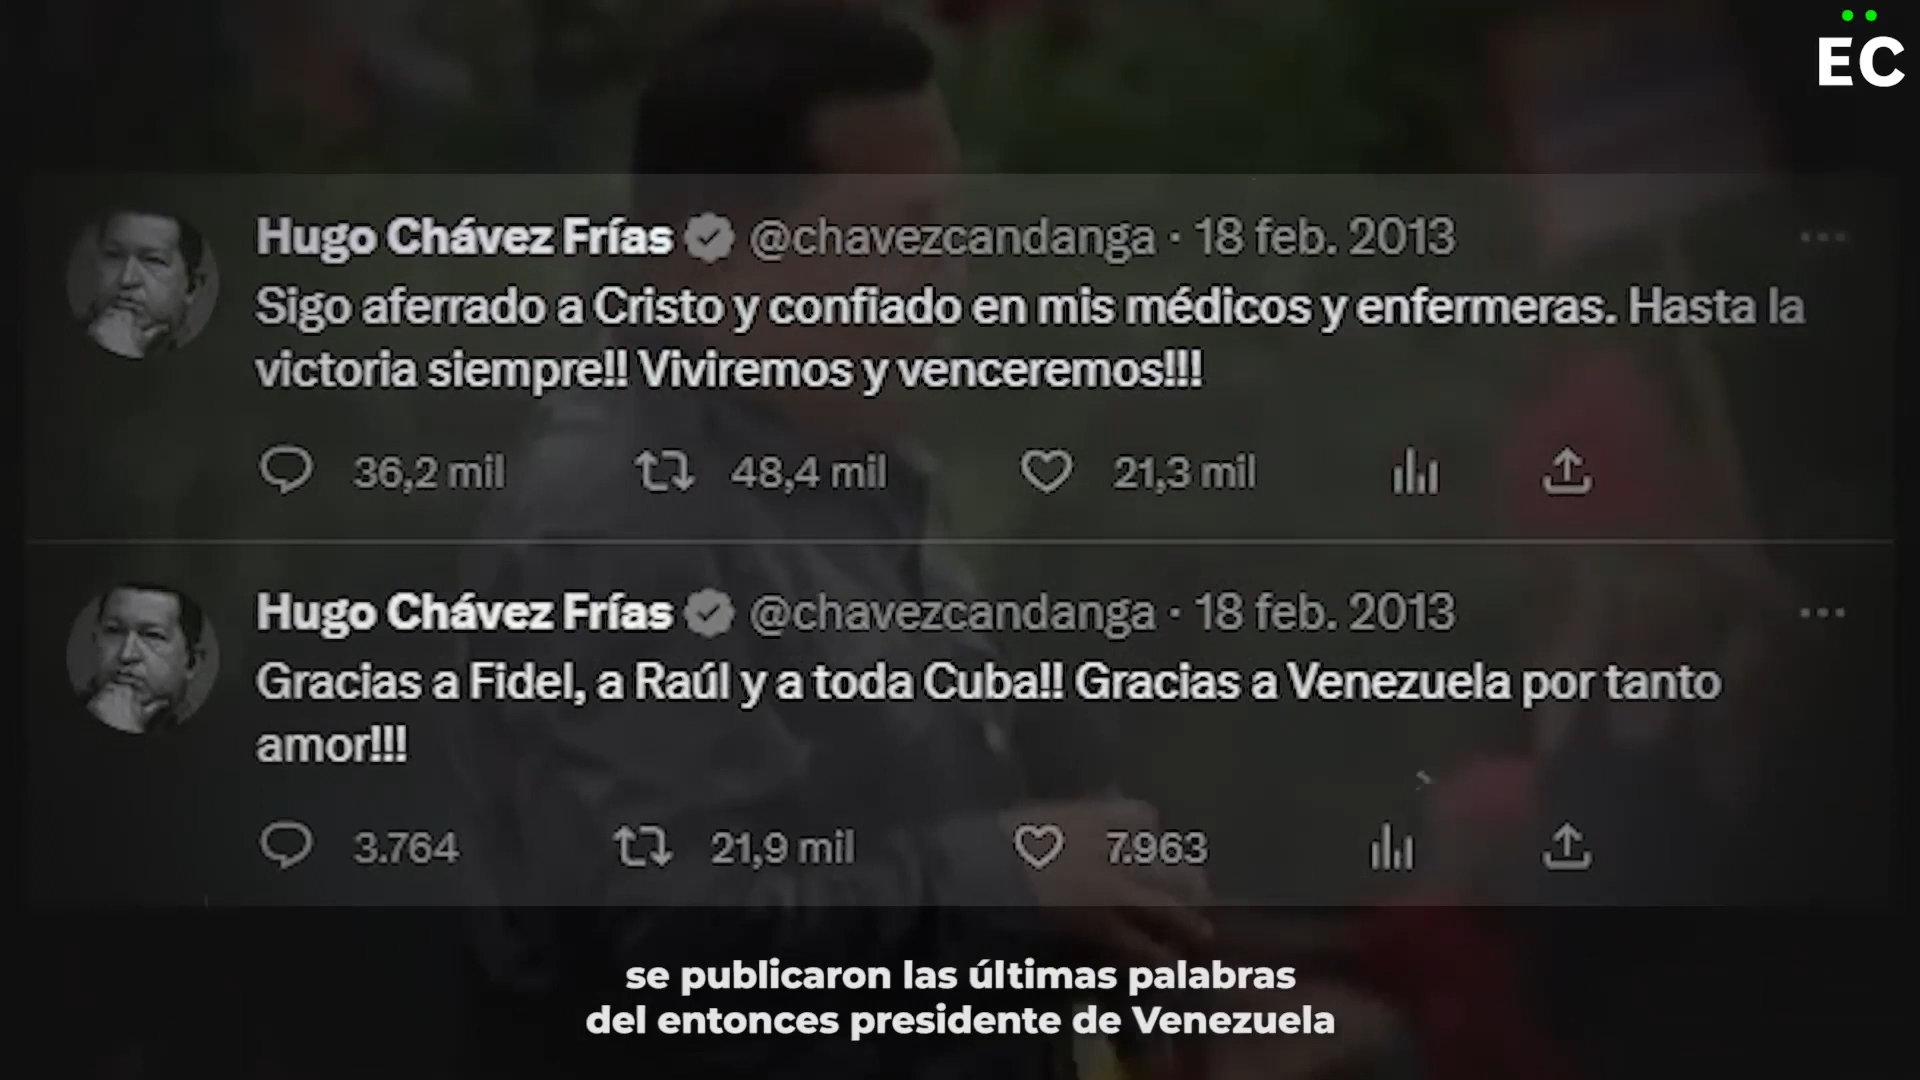 EC
Hugo Chávez Frías @chavezcandanga · 18 feb. 2013
Sigo aferrado a Cristo y confiado en mis médicos y enfermeras. Hasta la
victoria siempre!! Viviremos y venceremos!!!
36,2 mil 48,4 mil 21,3 mil
Hugo Chávez Frías @chavezcandanga · 18 feb. 2013
Gracias a Fidel, a Raúl y a toda Cuba!! Gracias a Venezuela por tanto
amor!!!
3.764 21,9 mil 7.963
se publicaron las últimas palabras
del entonces presidente de Venezuela